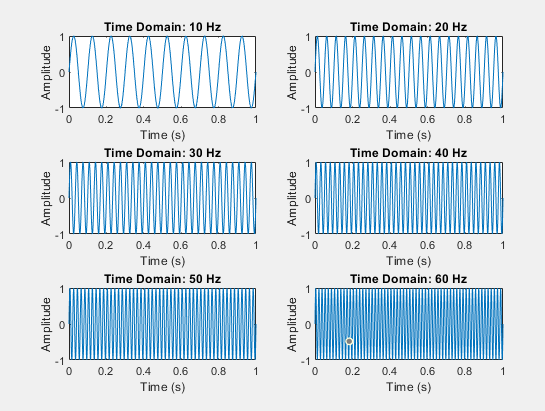 Time Domain: 10 Hz
1
0
-1
Amplitude
0 0.2 0.4 0.6 0.8 1
Time (s)
Time Domain: 20 Hz
1
0
-1
Amplitude
0 0.2 0.4 0.6 0.8 1
Time (s)
Time Domain: 30 Hz
1
0
-1
Amplitude
0 0.2 0.4 0.6 0.8 1
Time (s)
Time Domain: 40 Hz
1
0
-1
Amplitude
0 0.2 0.4 0.6 0.8 1
Time (s)
Time Domain: 50 Hz
1
0
-1
Amplitude
0 0.2 0.4 0.6 0.8 1
Time (s)
Time Domain: 60 Hz
1
0
-1
Amplitude
0 0.2 0.4 0.6 0.8 1
Time (s)